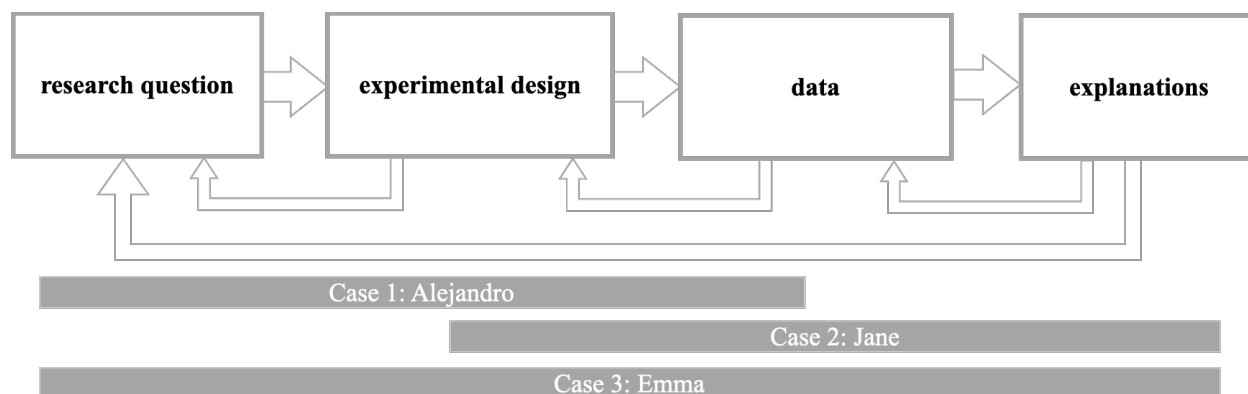 research question
experimental design
data
explanations
Case 1: Alejandro
Case 2: Jane
Case 3: Emma